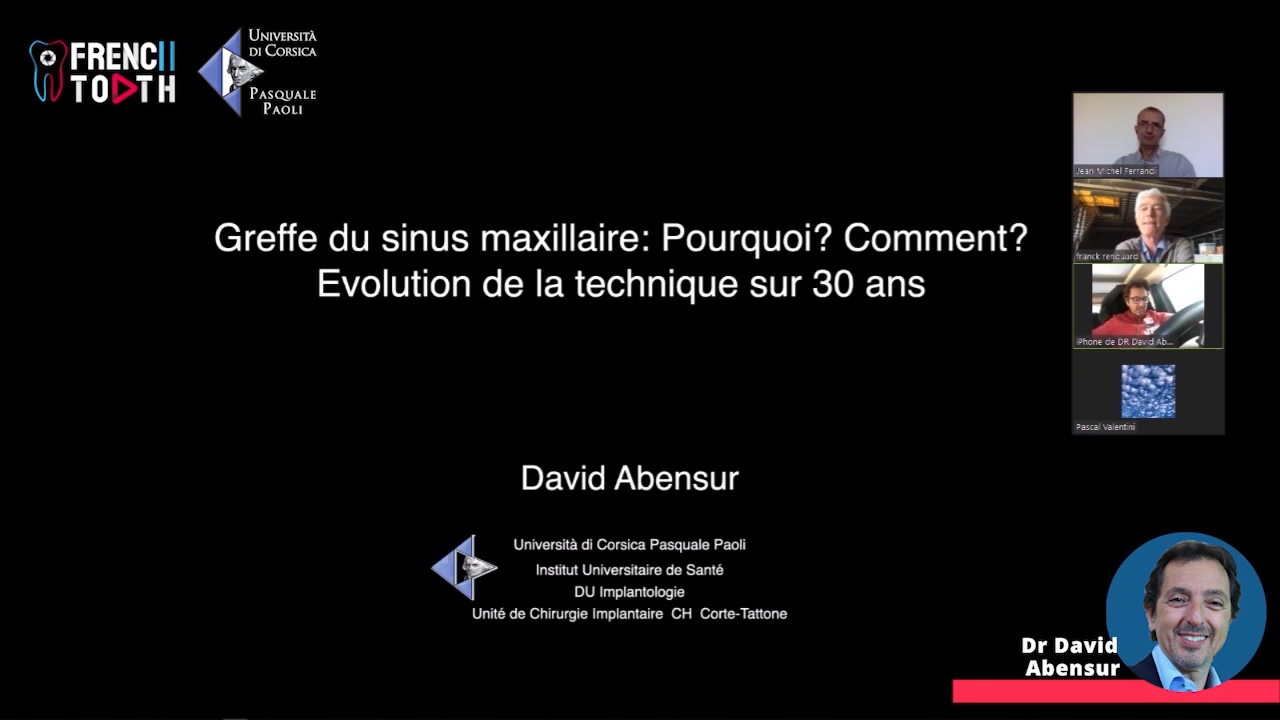 FRENCH
TOOTH
UNIVERSITÀ
DI CORSICA
PASQUALE
PAOLI
Greffe du sinus maxillaire: Pourquoi? Comment?
Evolution de la technique sur 30 ans
Jean Michel Ferrandi
franck renouard
iPhone de DR David Ab...
Pascal Valentini
David Abensur
Università di Corsica Pasquale Paoli
Institut Universitaire de Santé
DU Implantologie
Unité de Chirurgie Implantaire CH Corte-Tattone
Dr David
Abensur